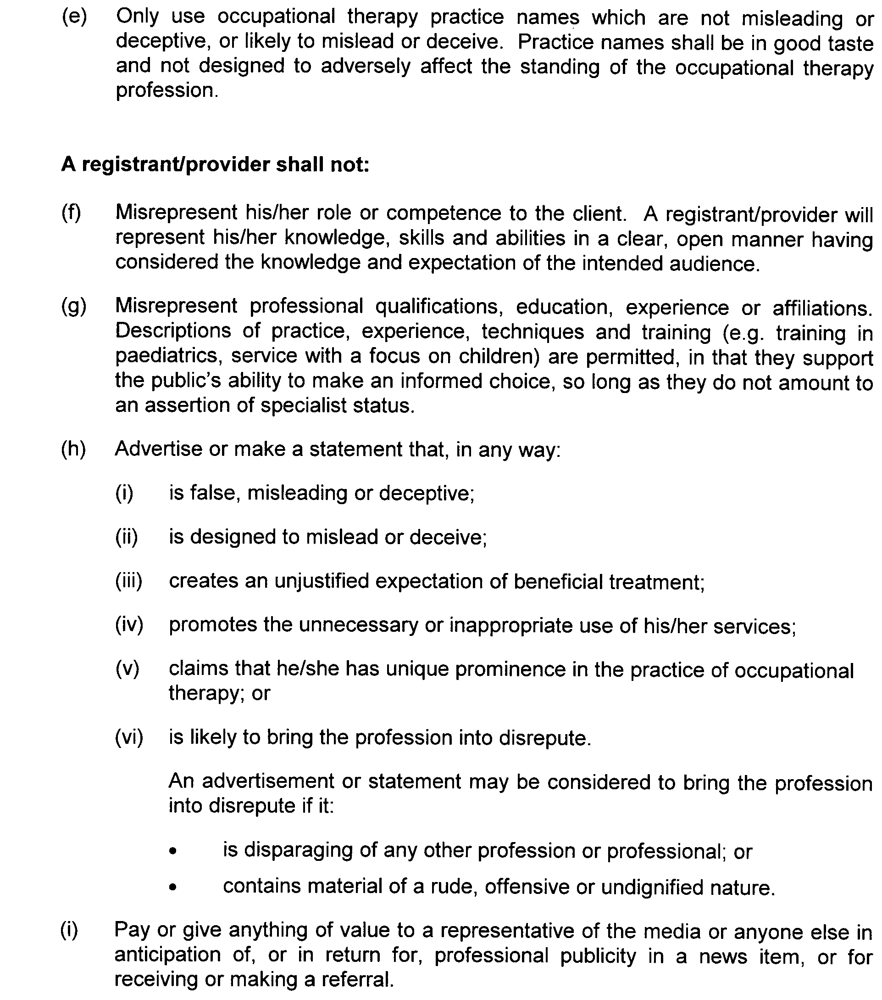 (e) Only use occupational therapy practice names which are not misleading or
deceptive, or likely to mislead or deceive. Practice names shall be in good taste
and not designed to adversely affect the standing of the occupational therapy
profession.
A registrant/provider shall not:
(f) Misrepresent his/her role or competence to the client. A registrant/provider will
represent his/her knowledge, skills and abilities in a clear, open manner having
considered the knowledge and expectation of the intended audience.
(g) Misrepresent professional qualifications, education, experience or affiliations.
Descriptions of practice, experience, techniques and training (e.g. training in
paediatrics, service with a focus on children) are permitted, in that they support
the public's ability to make an informed choice, so long as they do not amount to
an assertion of specialist status.
(h) Advertise or make a statement that, in any way:
(i) is false, misleading or deceptive;
(ii) is designed to mislead or deceive;
(iii) creates an unjustified expectation of beneficial treatment;
(iv) promotes the unnecessary or inappropriate use of his/her services;
(v) claims that he/she has unique prominence in the practice of occupational
therapy; or
(vi) is likely to bring the profession into disrepute.
An advertisement or statement may be considered to bring the profession
into disrepute if it:
• is disparaging of any other profession or professional; or
• contains material of a rude, offensive or undignified nature.
(i) Pay or give anything of value to a representative of the media or anyone else in
anticipation of, or in return for, professional publicity in a news item, or for
receiving or making a referral.